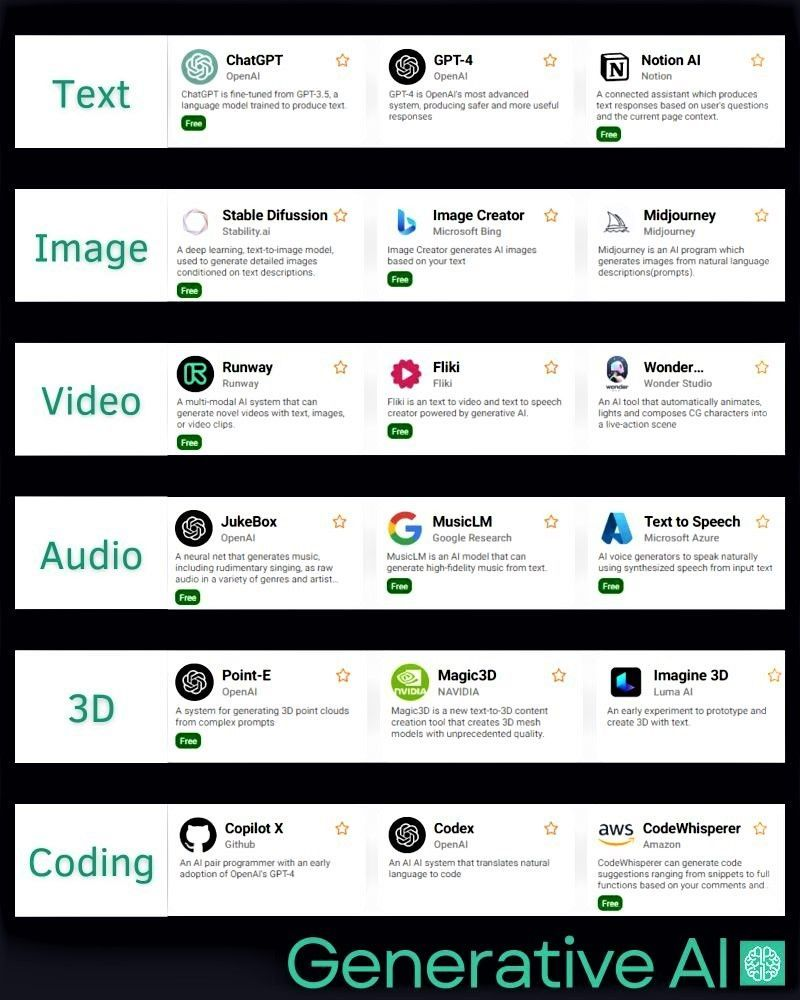 Text
ChatGPT
OpenAI
ChatGPT is fine-tuned from GPT-3.5, a
language model trained to produce text.
Free
GPT-4
OpenAI
GPT-4 is OpenAI's most advanced
system, producing safer and more useful
responses
Notion AI
Notion
A connected assistant which produces
text responses based on user's questions
and the current page context.
Free
Image
Stable Difussion
Stability.ai
A deep learning, text-to-image model,
used to generate detailed images
conditioned on text descriptions.
Free
Image Creator
Microsoft Bing
Image Creator generates AI images
based on your text
Free
Midjourney
Midjourney
Midjourney is an AI program which
generates images from natural language
descriptions(prompts).
Video
Runway
Runway
A multi-modal AI system that can
generate novel videos with text, images,
or video clips.
Free
Fliki
Fliki
Fliki is an text to video and text to speech
creator powered by generative AI.
Free
wonder
Wonder...
Wonder Studio
An AI tool that automatically animates,
lights and composes CG characters into
a live-action scene
Audio
JukeBox
OpenAI
A neural net that generates music,
including rudimentary singing, as raw
audio in a variety of genres and artist...
Free
MusicLM
Google Research
MusicLM is an AI model that can
generate high-fidelity music from text.
Free
Text to Speech
Microsoft Azure
AI voice generators to speak naturally
using synthesized speech from input text
Free
3D
Point-E
OpenAI
A system for generating 3D point clouds
from complex prompts
Free
NVIDIA
Magic3D
NAVIDIA
Magic3D is a new text-to-3D content
creation tool that creates 3D mesh
models with unprecedented quality.
Imagine 3D
Luma AI
An early experiment to prototype and
create 3D with text.
Coding
Copilot X
Github
An AI pair programmer with an early
adoption of OpenAI's GPT-4
Codex
OpenAI
An AI AI system that translates natural
language to code
aws
CodeWhisperer
Amazon
CodeWhisperer can generate code
suggestions ranging from snippets to full
functions based on your comments and..
Free
Generative AI